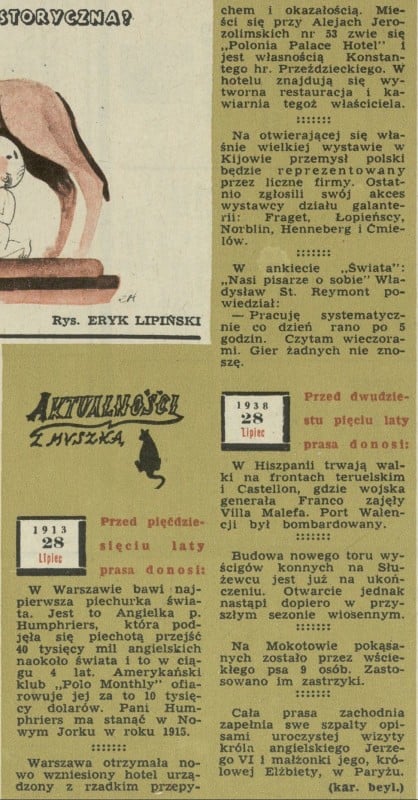 STORYCZNA?
Rys. ERYK LIPIŃSKI
AKTUALNOŚCI
Z MYSZKĄ
1913
28
Lipiec
Przed pięćdzie-
sięciu laty
prasa donosi:
W Warszawie bawi naj-
pierwsza piechurka świa-
ta. Jest to Angielka p.
Humphriers, która pod-
jęła się piechotą przejść
40 tysięcy mil angielskich
naokoło świata i to w cią-
gu 4 lat. Amerykański
klub „Polo Monthly” ofia-
rowuje jej za to 10 tysię-
cy dolarów. Pani Hum-
phriers ma stanąć w No-
wym Jorku w roku 1915.
Warszawa otrzymała no-
wo wzniesiony hotel urzą-
dzony z rzadkim przepy-
chem i okazałością. Mie-
ści się przy Alejach Jero-
zolimskich nr 53 zwie się
„Polonia Palace Hotel” i
jest własnością Konstan-
tego hr. Przeździeckiego. W
hotelu znajdują się wy-
tworna restauracja i ka-
wiarnia tegoż właściciela.
Na otwierającej się wła-
śnie wielkiej wystawie w
Kijowie przemysł polski
będzie reprezentowany
przez liczne firmy. Ostat-
nio zgłosili swój akces
wystawcy działu galante-
rii: Fraget, Łopieńscy,
Norblin, Henneberg i Ćmie-
lów.
W ankiecie „Świata”:
„Nasi pisarze o sobie” Wła-
dysław St. Reymont po-
wiedział:
— Pracuję systematycz-
nie co dzień rano po 5
godzin. Czytam wieczora-
mi. Gier żadnych nie zno-
szę.
1938
28
Lipiec
Przed dwudzie-
stu pięciu laty
prasa donosi:
W Hiszpanii trwają wal-
ki na frontach teruelskim
i Castellon, gdzie wojska
generała Franco zajęły
Villa Malefa. Port Walen-
cji był bombardowany.
Budowa nowego toru wy-
ścigów konnych na Słu-
żewcu jest już na ukoń-
czeniu. Otwarcie jednak
nastąpi dopiero w przy-
szłym sezonie wiosennym.
Na Mokotowie pokąsa-
nych zostało przez wście-
kłego psa 9 osób. Zasto-
sowano im zastrzyki.
Cała prasa zachodnia
zapełnia swe szpalty opi-
sami uroczystej wizyty
króla angielskiego Jerze-
go VI i małżonki jego, kró-
lowej Elżbiety, w Paryżu.
(kar. beyl.)